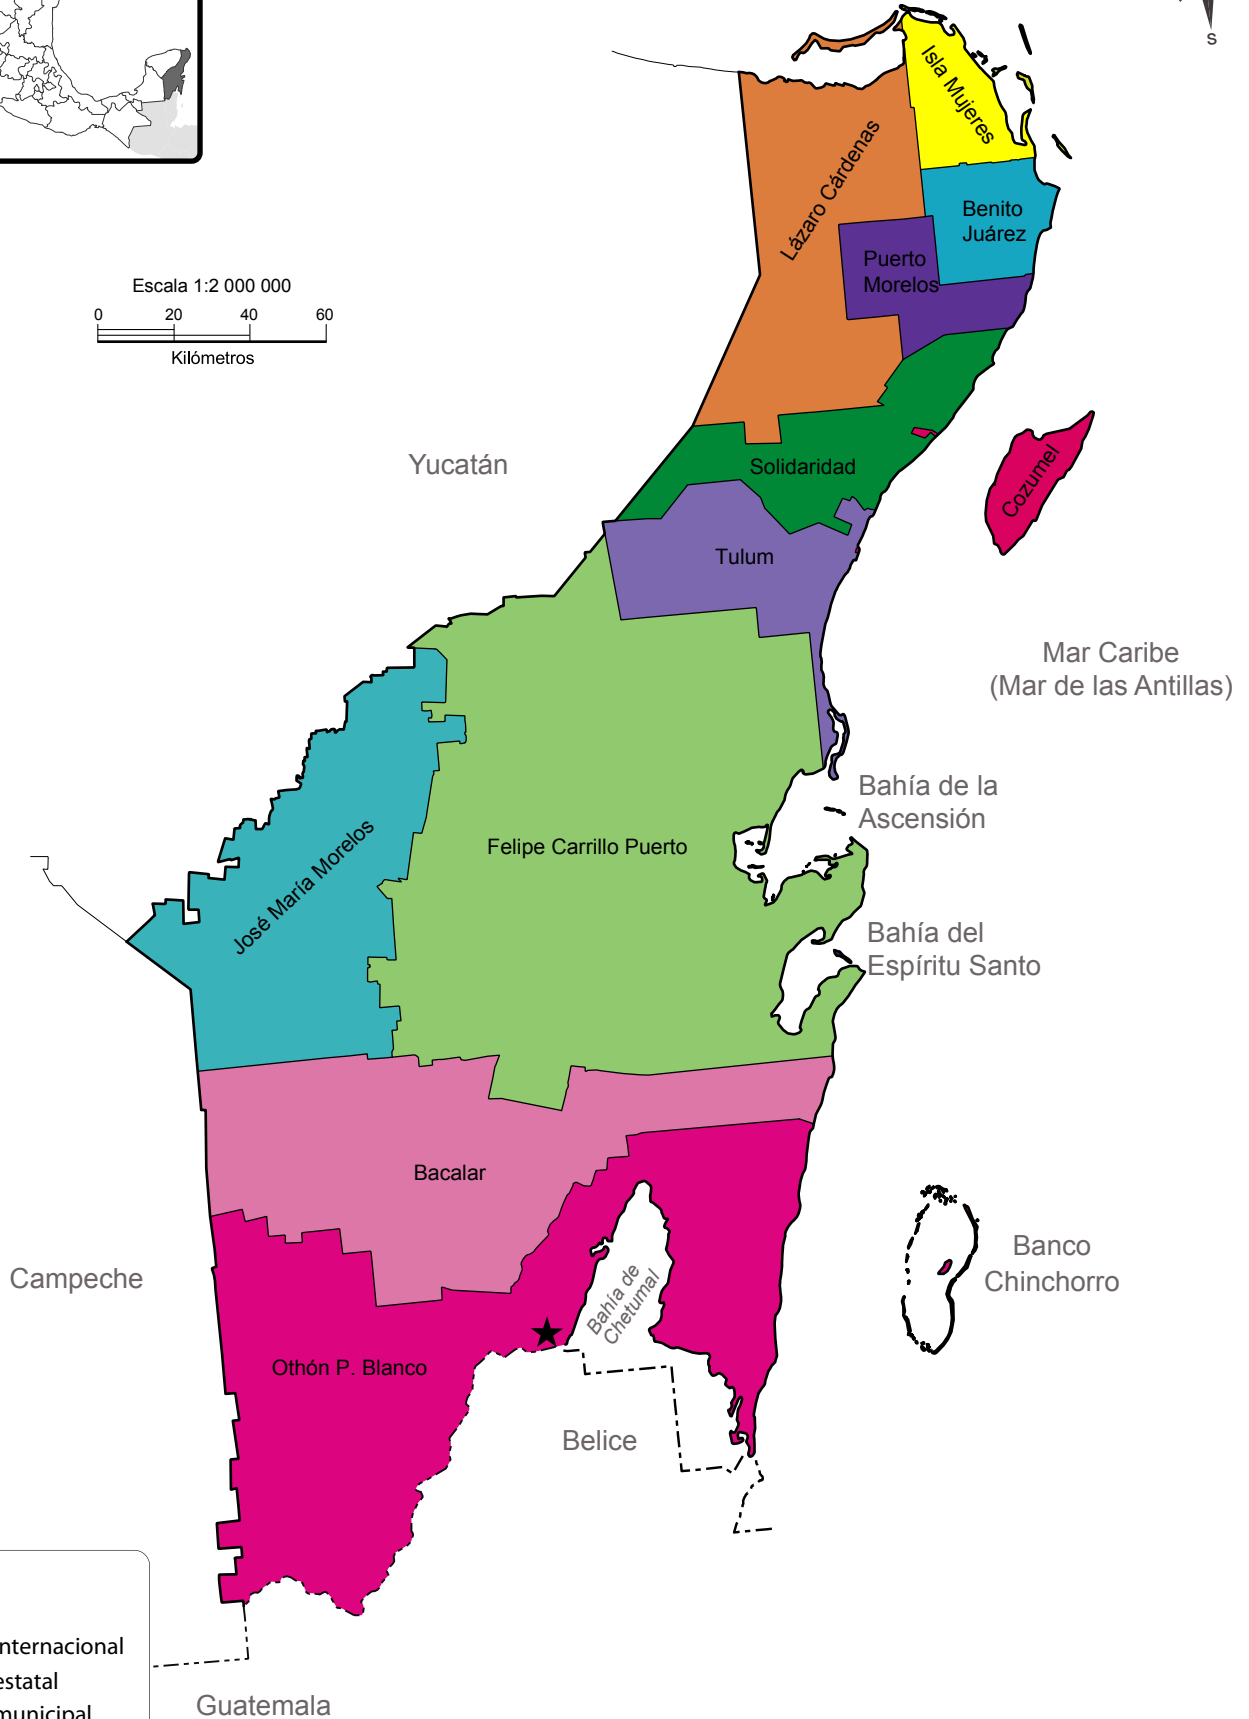 S
Isla Mujeres
Lázaro Cárdenas
Benito
Juárez
Puerto
Morelos
Escala 1:2 000 000
0 20 40 60
Kilómetros
Yucatán
Solidaridad
Cozumel
Tulum
Mar Caribe
(Mar de las Antillas)
Bahía de la
Ascensión
Felipe Carrillo Puerto
José María Morelos
Bahía del
Espíritu Santo
Bacalar
Banco
Chinchorro
Campeche
Bahía de
Chetumal
Othón P. Blanco
Belice
nternacional
estatal
municipal
Guatemala